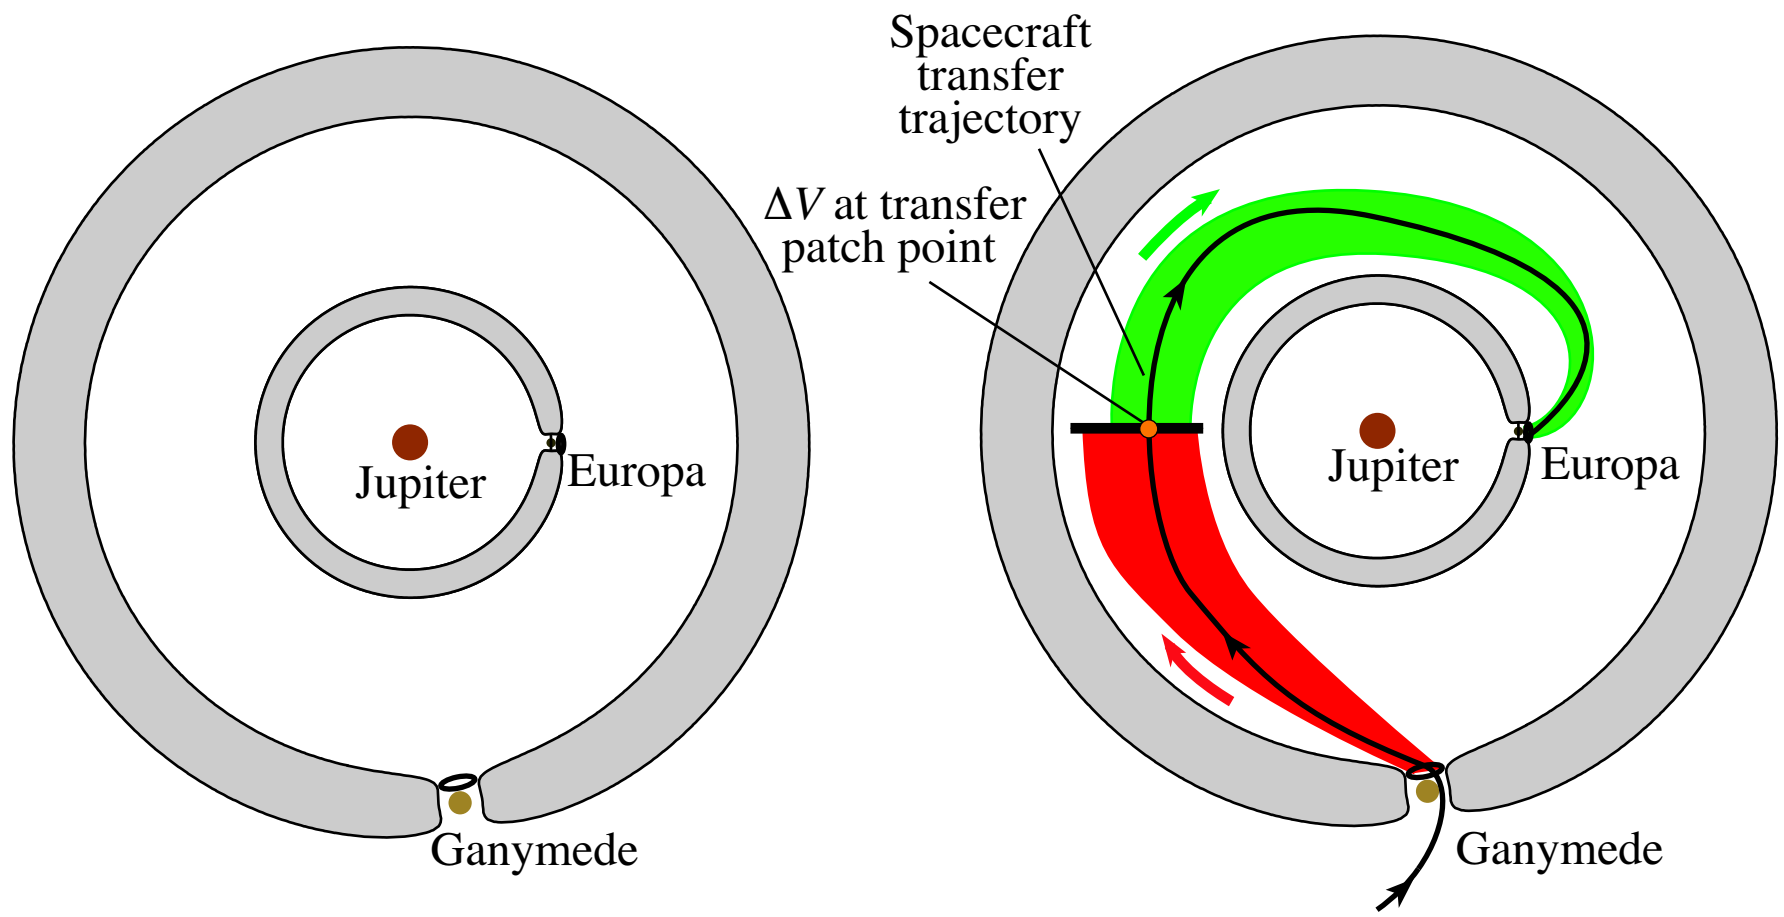 Jupiter
Europa
Ganymede
Spacecraft
transfer
trajectory
ΔV at transfer
patch point
Jupiter
Europa
Ganymede